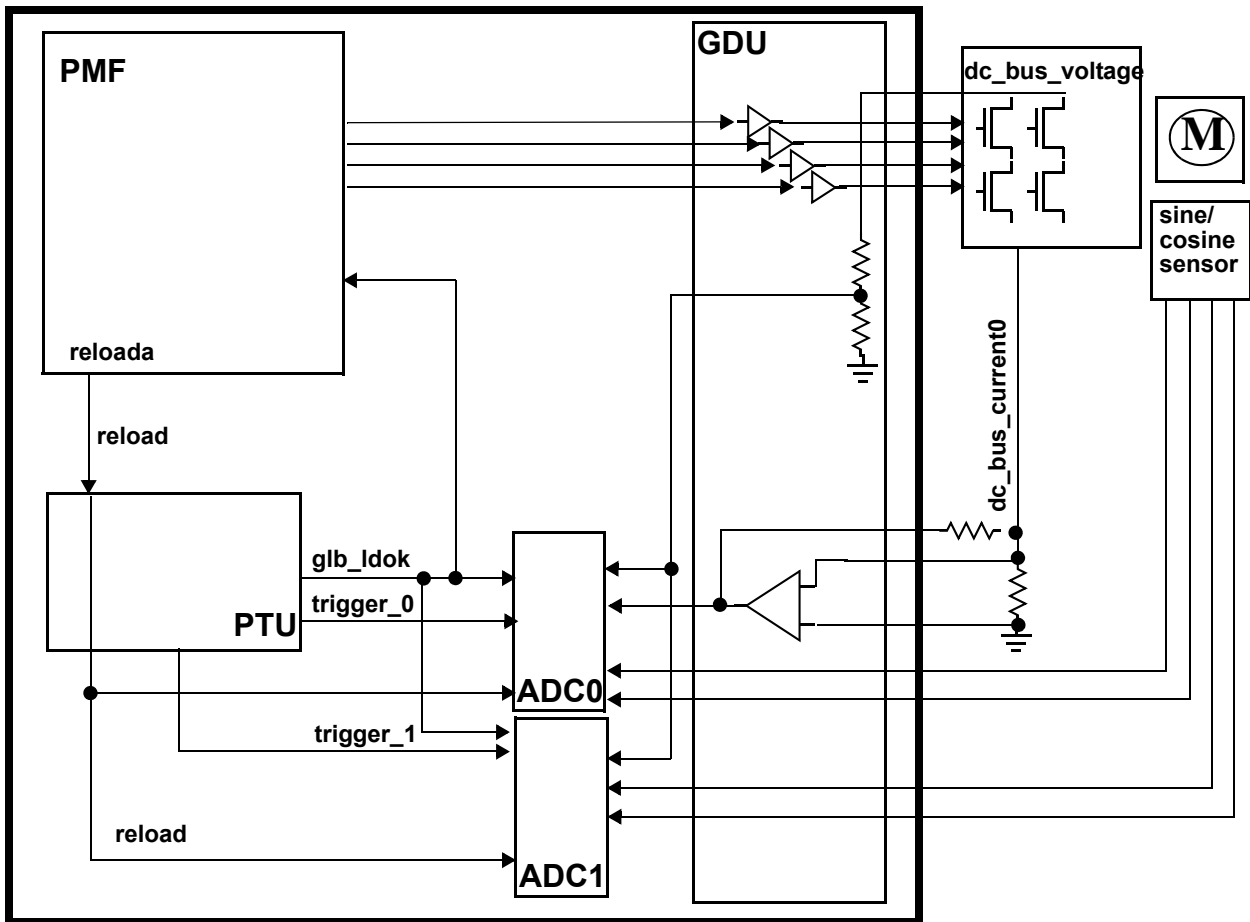 GDU
PMF
dc_bus_voltage
M
sine/
cosine
sensor
reloada
dc_bus_current0
reload
glb_ldok
trigger_0
PTU
ADC0
trigger_1
reload
ADC1